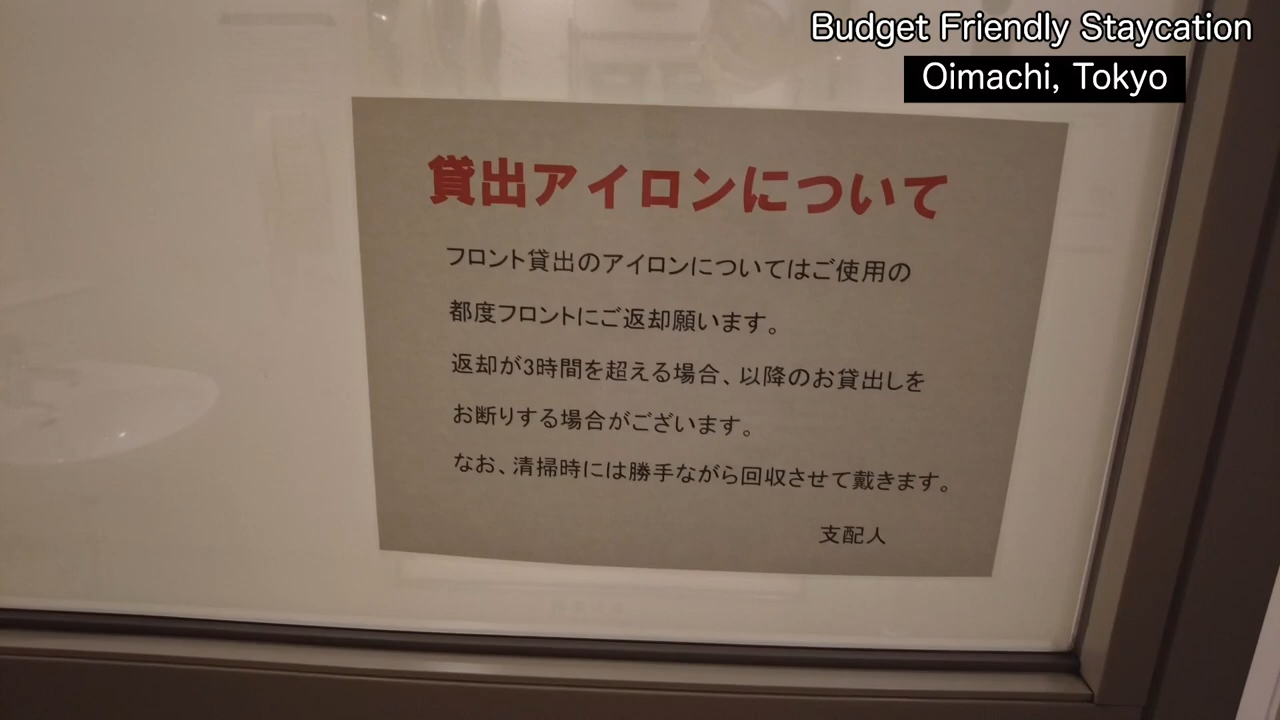 Budget Friendly Staycation
Oimachi, Tokyo
貸出アイロンについて
フロント貸出のアイロンについてはご使用の
都度フロントにご返却願います。
返却が3時間を超える場合、以降のお貸出しを
お断りする場合がございます。
なお、清掃時には勝手ながら回収させて戴きます。
支配人